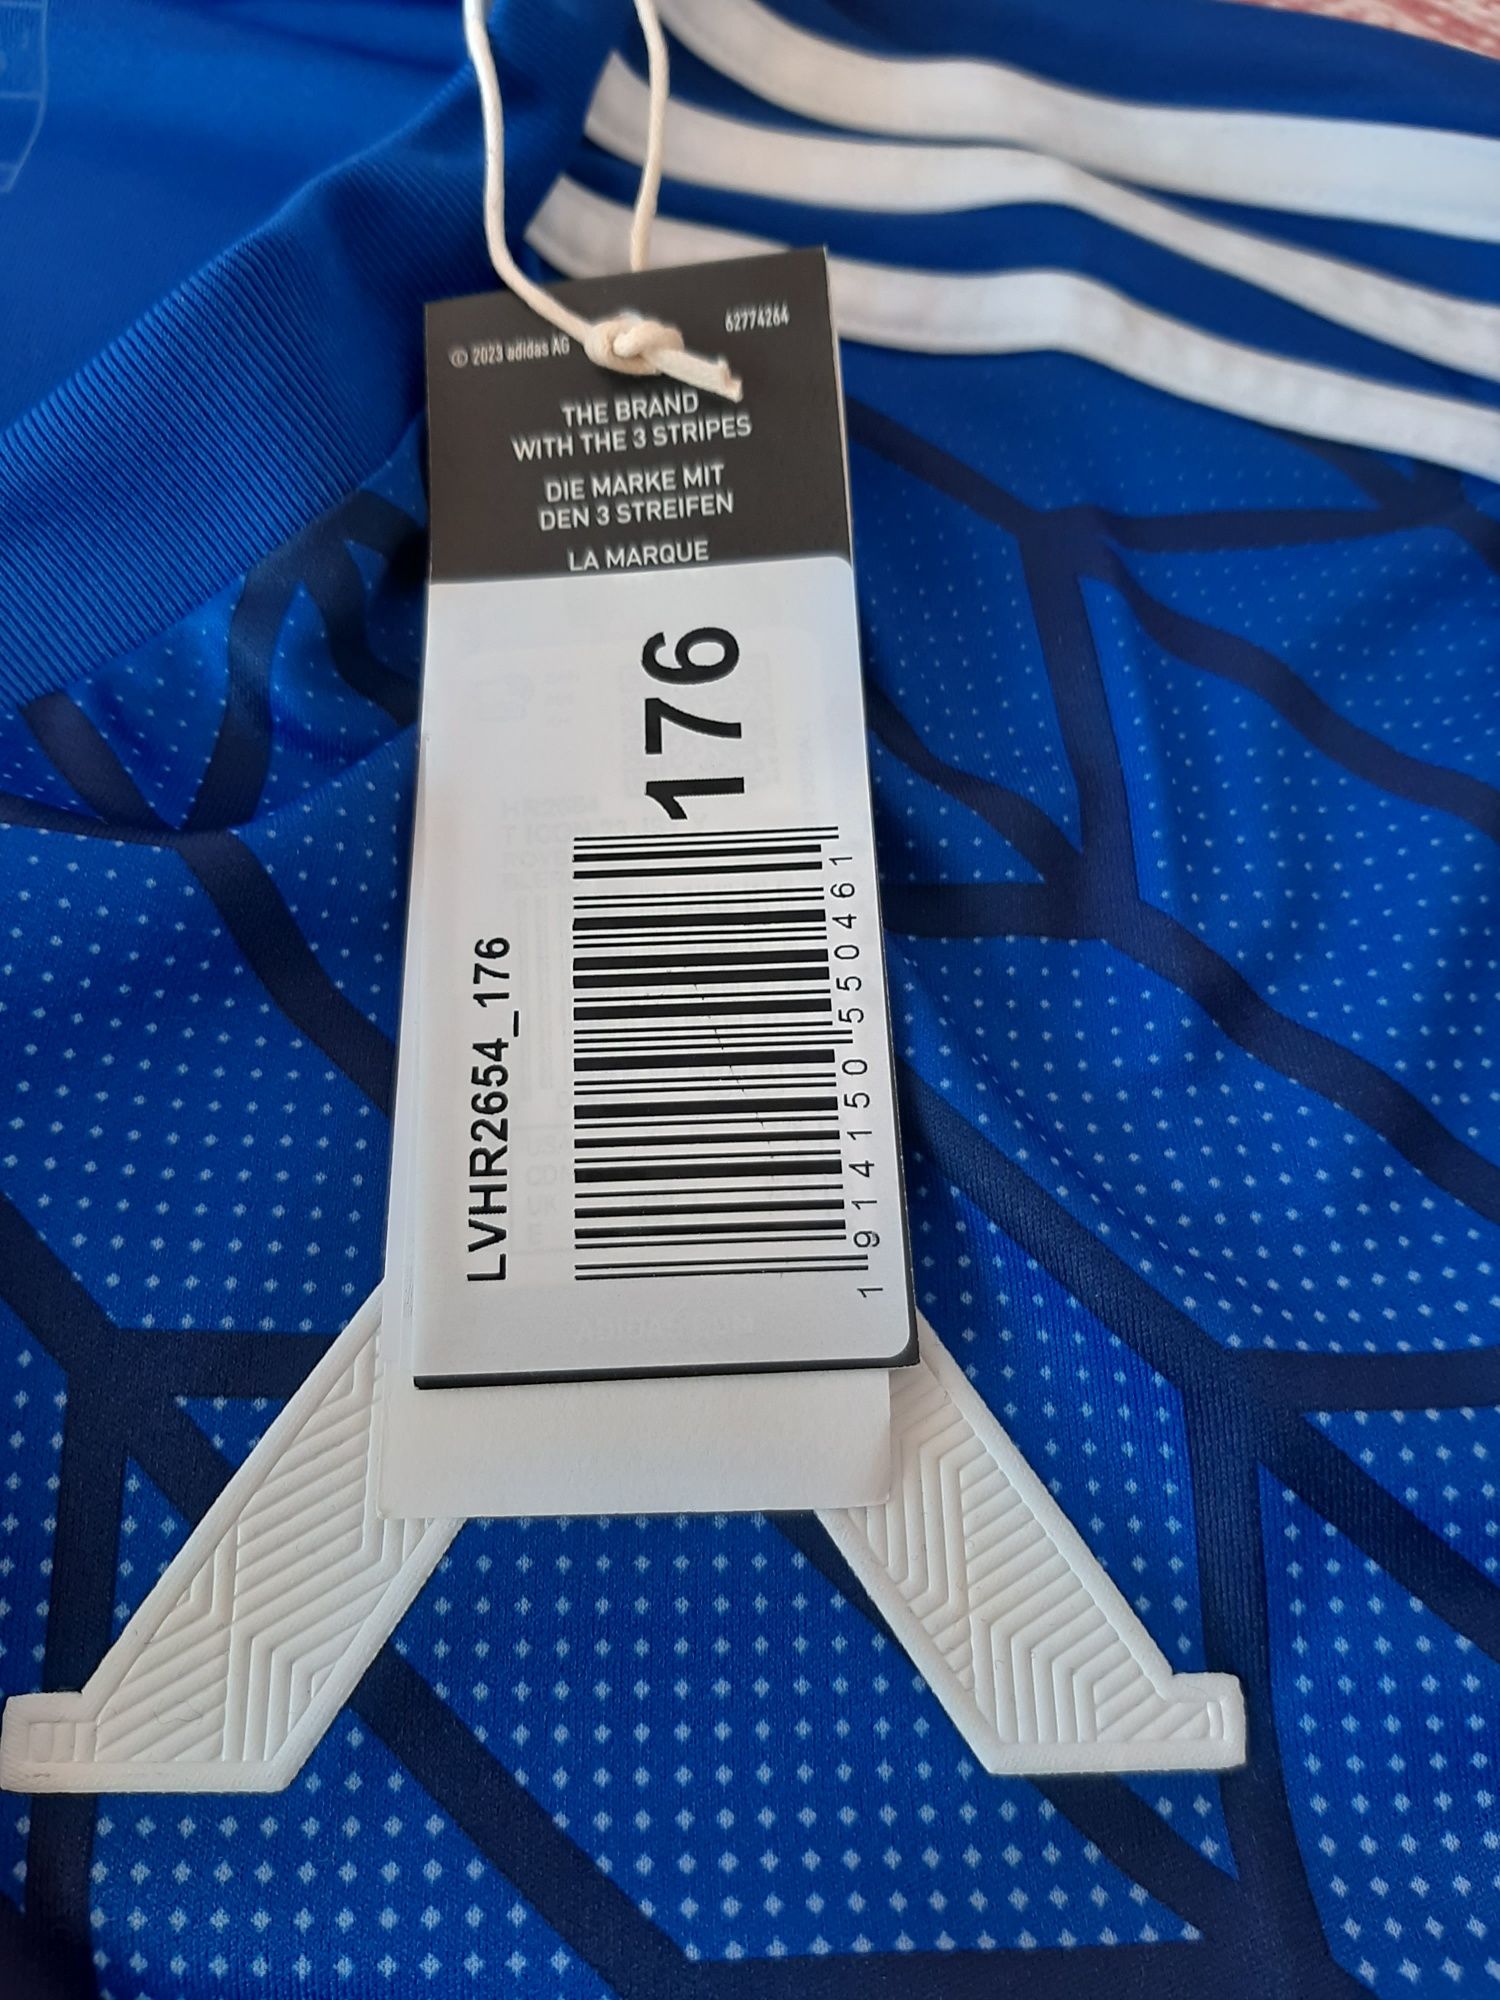 © 2023 adidas AG
62774264
THE BRAND
WITH THE 3 STRIPES
DIE MARKE MIT
DEN 3 STREIFEN
LA MARQUE
176
LVHR2654_176
1 914150 550461